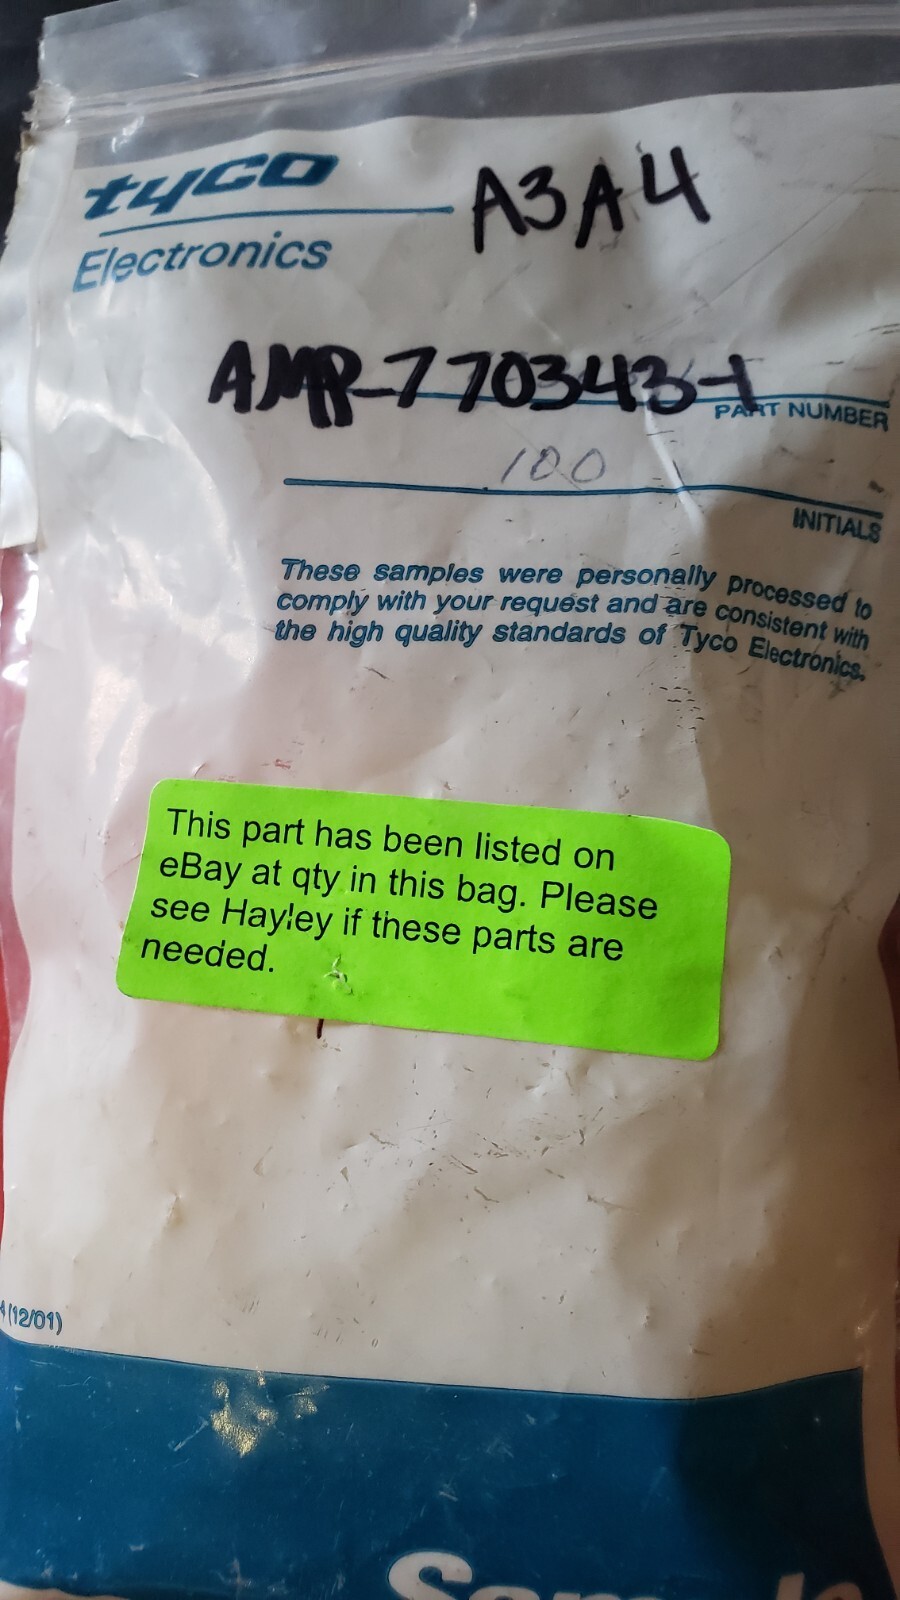 tyco
Electronics
A3A4
AMP-770343-1
PART NUMBER
100
INITIALS
These samples were personally processed to
comply with your request and are consistent with
the high quality standards of Tyco Electronics.
This part has been listed on
eBay at qty in this bag. Please
see Hayley if these parts are
needed.
(12/01)